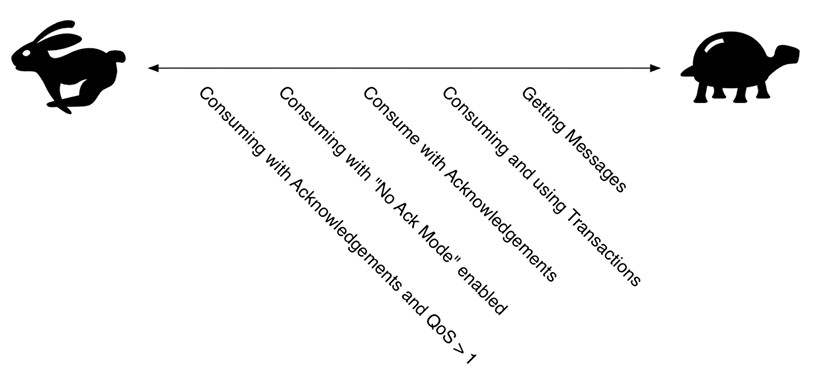 Consuming with Acknowledgements and QoS > 1
Consuming with "No Ack Mode" enabled
Consume with Acknowledgements
Consuming and using Transactions
Getting Messages